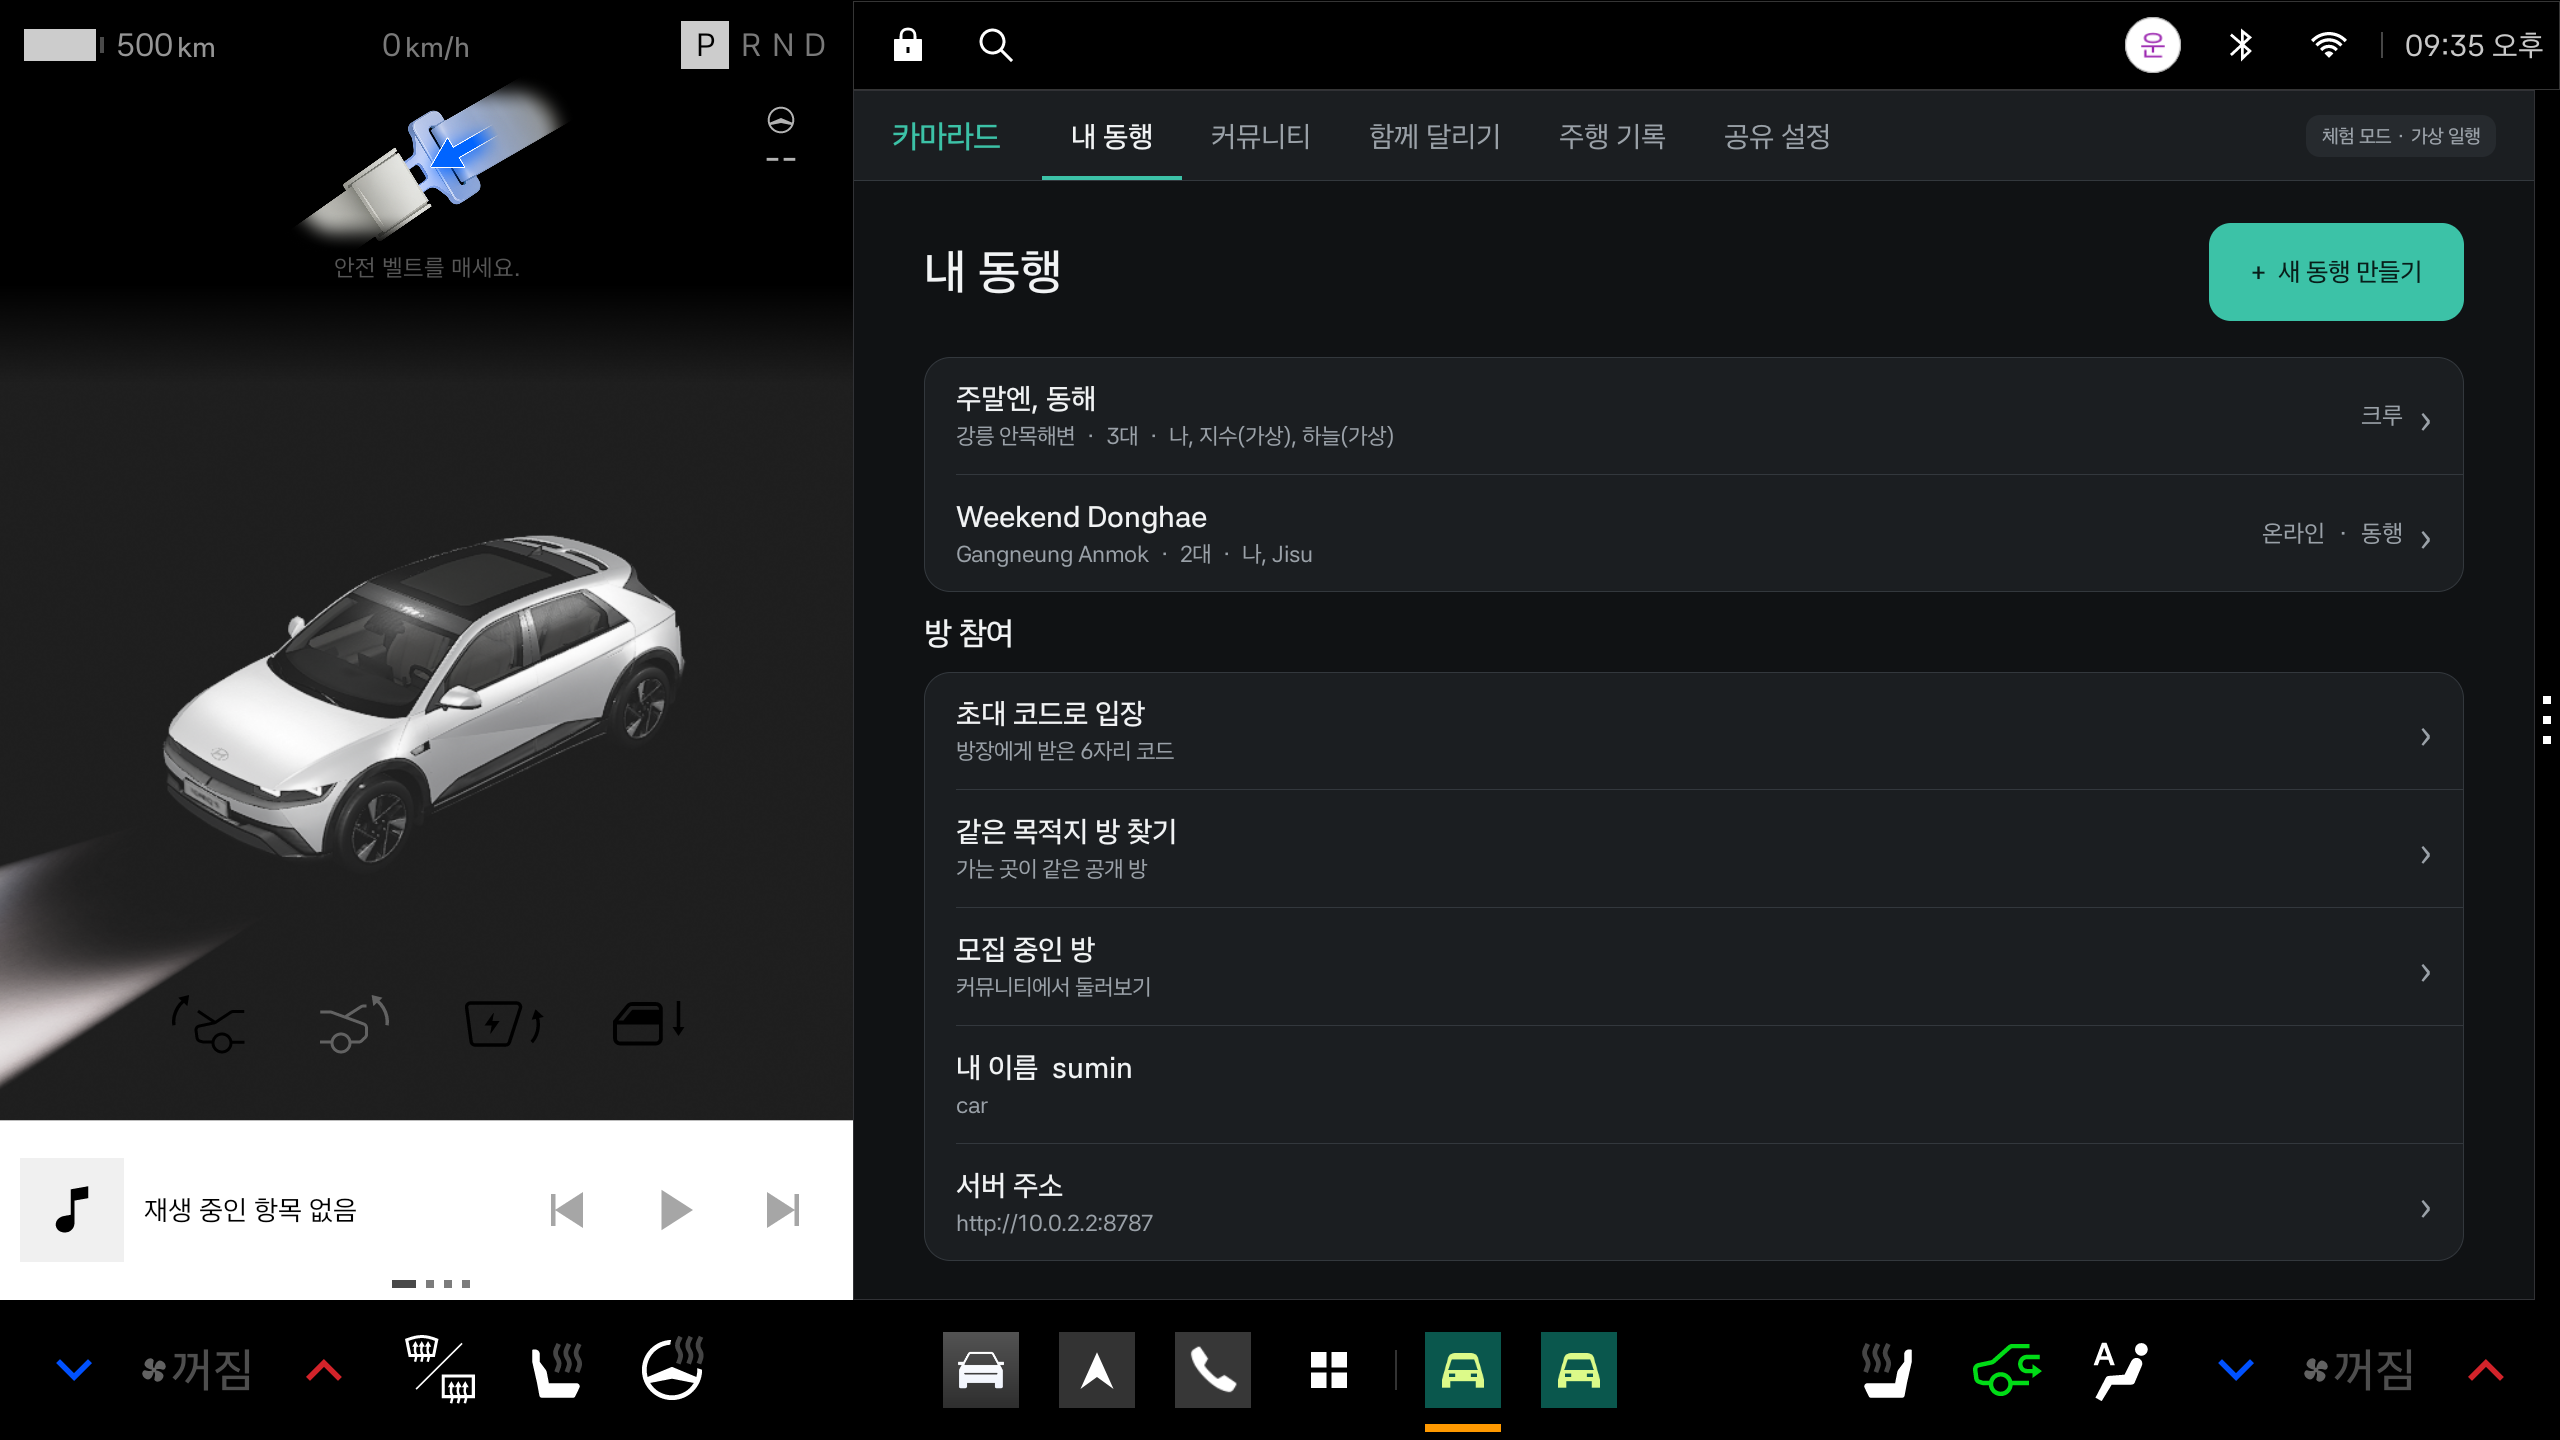 500 km
0 km/h
P R N D
09:35 오후
운
안전 벨트를 매세요.
--
카마라드
내 동행
커뮤니티
함께 달리기
주행 기록
공유 설정
체험 모드 · 가상 일행
내 동행
+ 새 동행 만들기
주말엔, 동해
강릉 안목해변 · 3대 · 나, 지수(가상), 하늘(가상)
크루
Weekend Donghae
Gangneung Anmok · 2대 · 나, Jisu
온라인 · 동행
방 참여
초대 코드로 입장
방장에게 받은 6자리 코드
같은 목적지 방 찾기
가는 곳이 같은 공개 방
모집 중인 방
커뮤니티에서 둘러보기
내 이름 sumin
car
서버 주소
http://10.0.2.2:8787
재생 중인 항목 없음
꺼짐
A
꺼짐